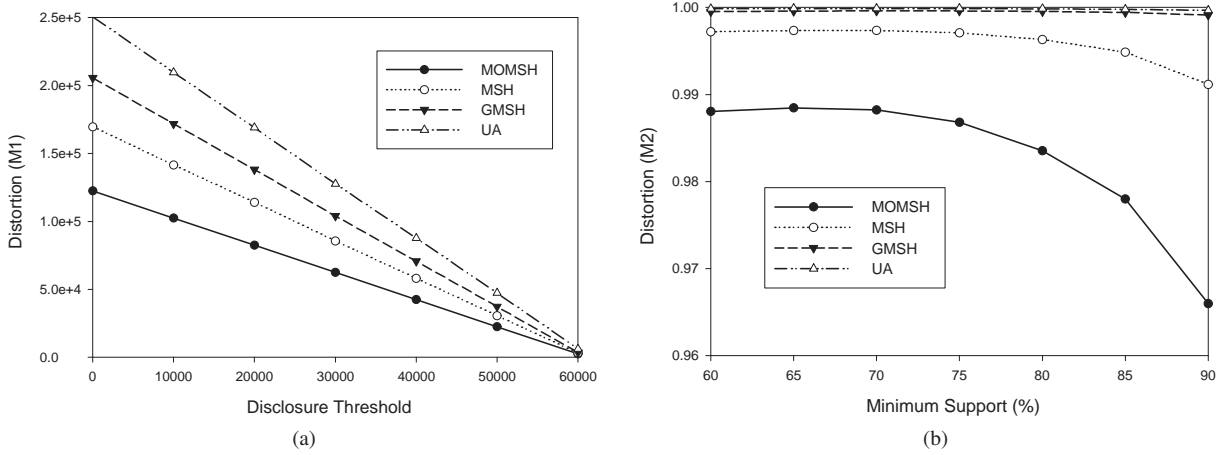 2.5e+5
2.0e+5
1.5e+5
1.0e+5
5.0e+4
0.0
Distortion (M1)
MOMSH
MSH
GMSH
UA
0 10000 20000 30000 40000 50000 60000
Disclosure Threshold
(a)
1.00
0.99
0.98
0.97
0.96
Distortion (M2)
MOMSH
MSH
GMSH
UA
60 65 70 75 80 85 90
Minimum Support (%)
(b)